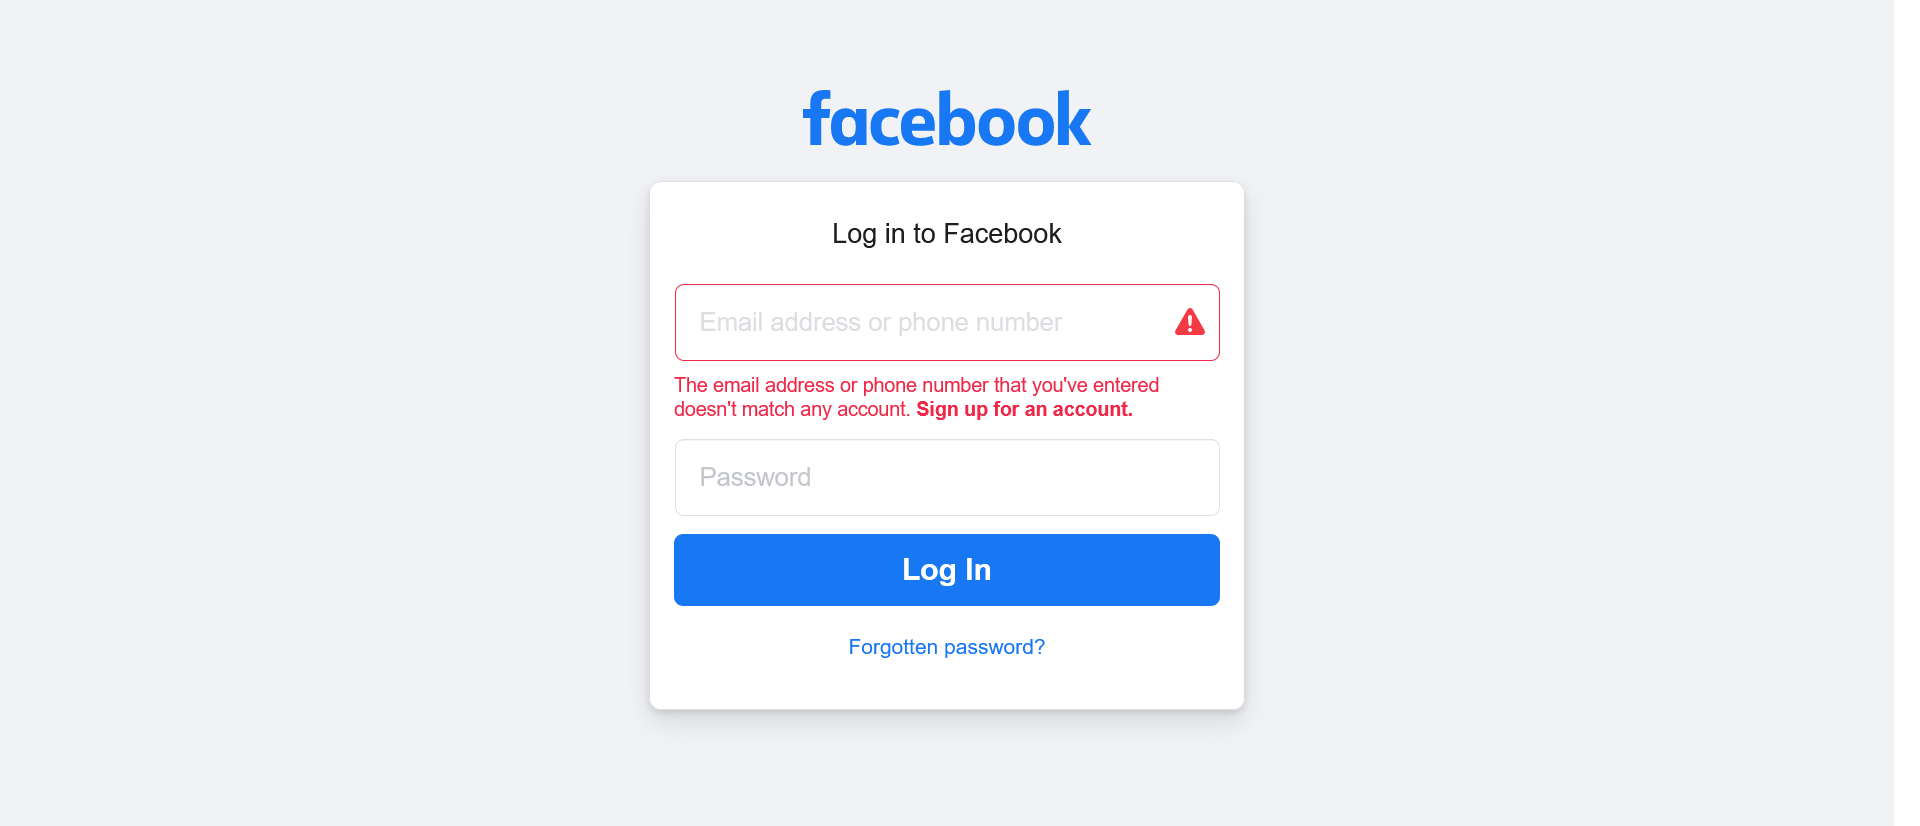 facebook
Log in to Facebook
Email address or phone number
The email address or phone number that you've entered
doesn't match any account. Sign up for an account.
Password
Log In
Forgotten password?